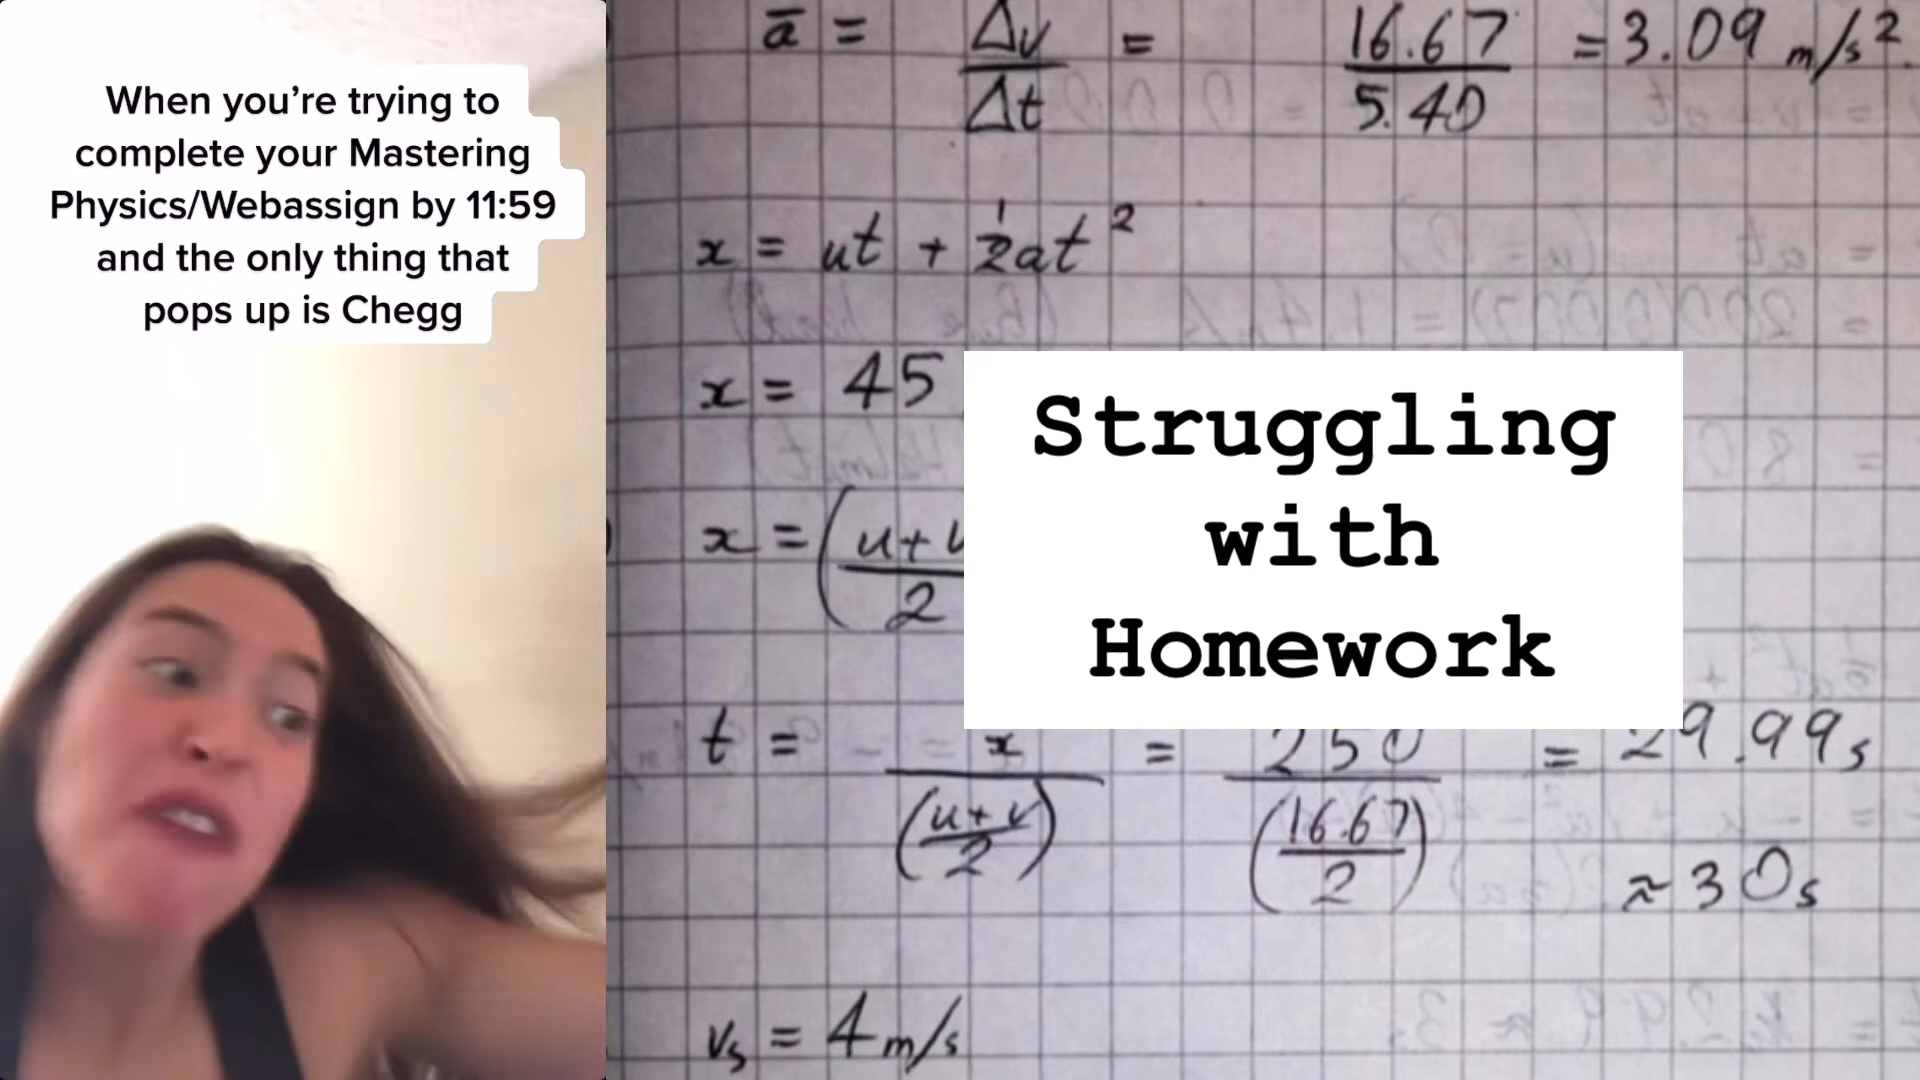 When you’re trying to
complete your Mastering
Physics/Webassign by 11:59
and the only thing that
pops up is Chegg
a̅ = Δv/Δt = 16.67/5.40 = 3.09 m/s².
x = ut + ½at²
x = 45
x = (u+v/2
Struggling
with
Homework
t = x/((u+v)/2) = 250/(16.67/2) = 29.99s
≈ 30s
vs = 4m/s